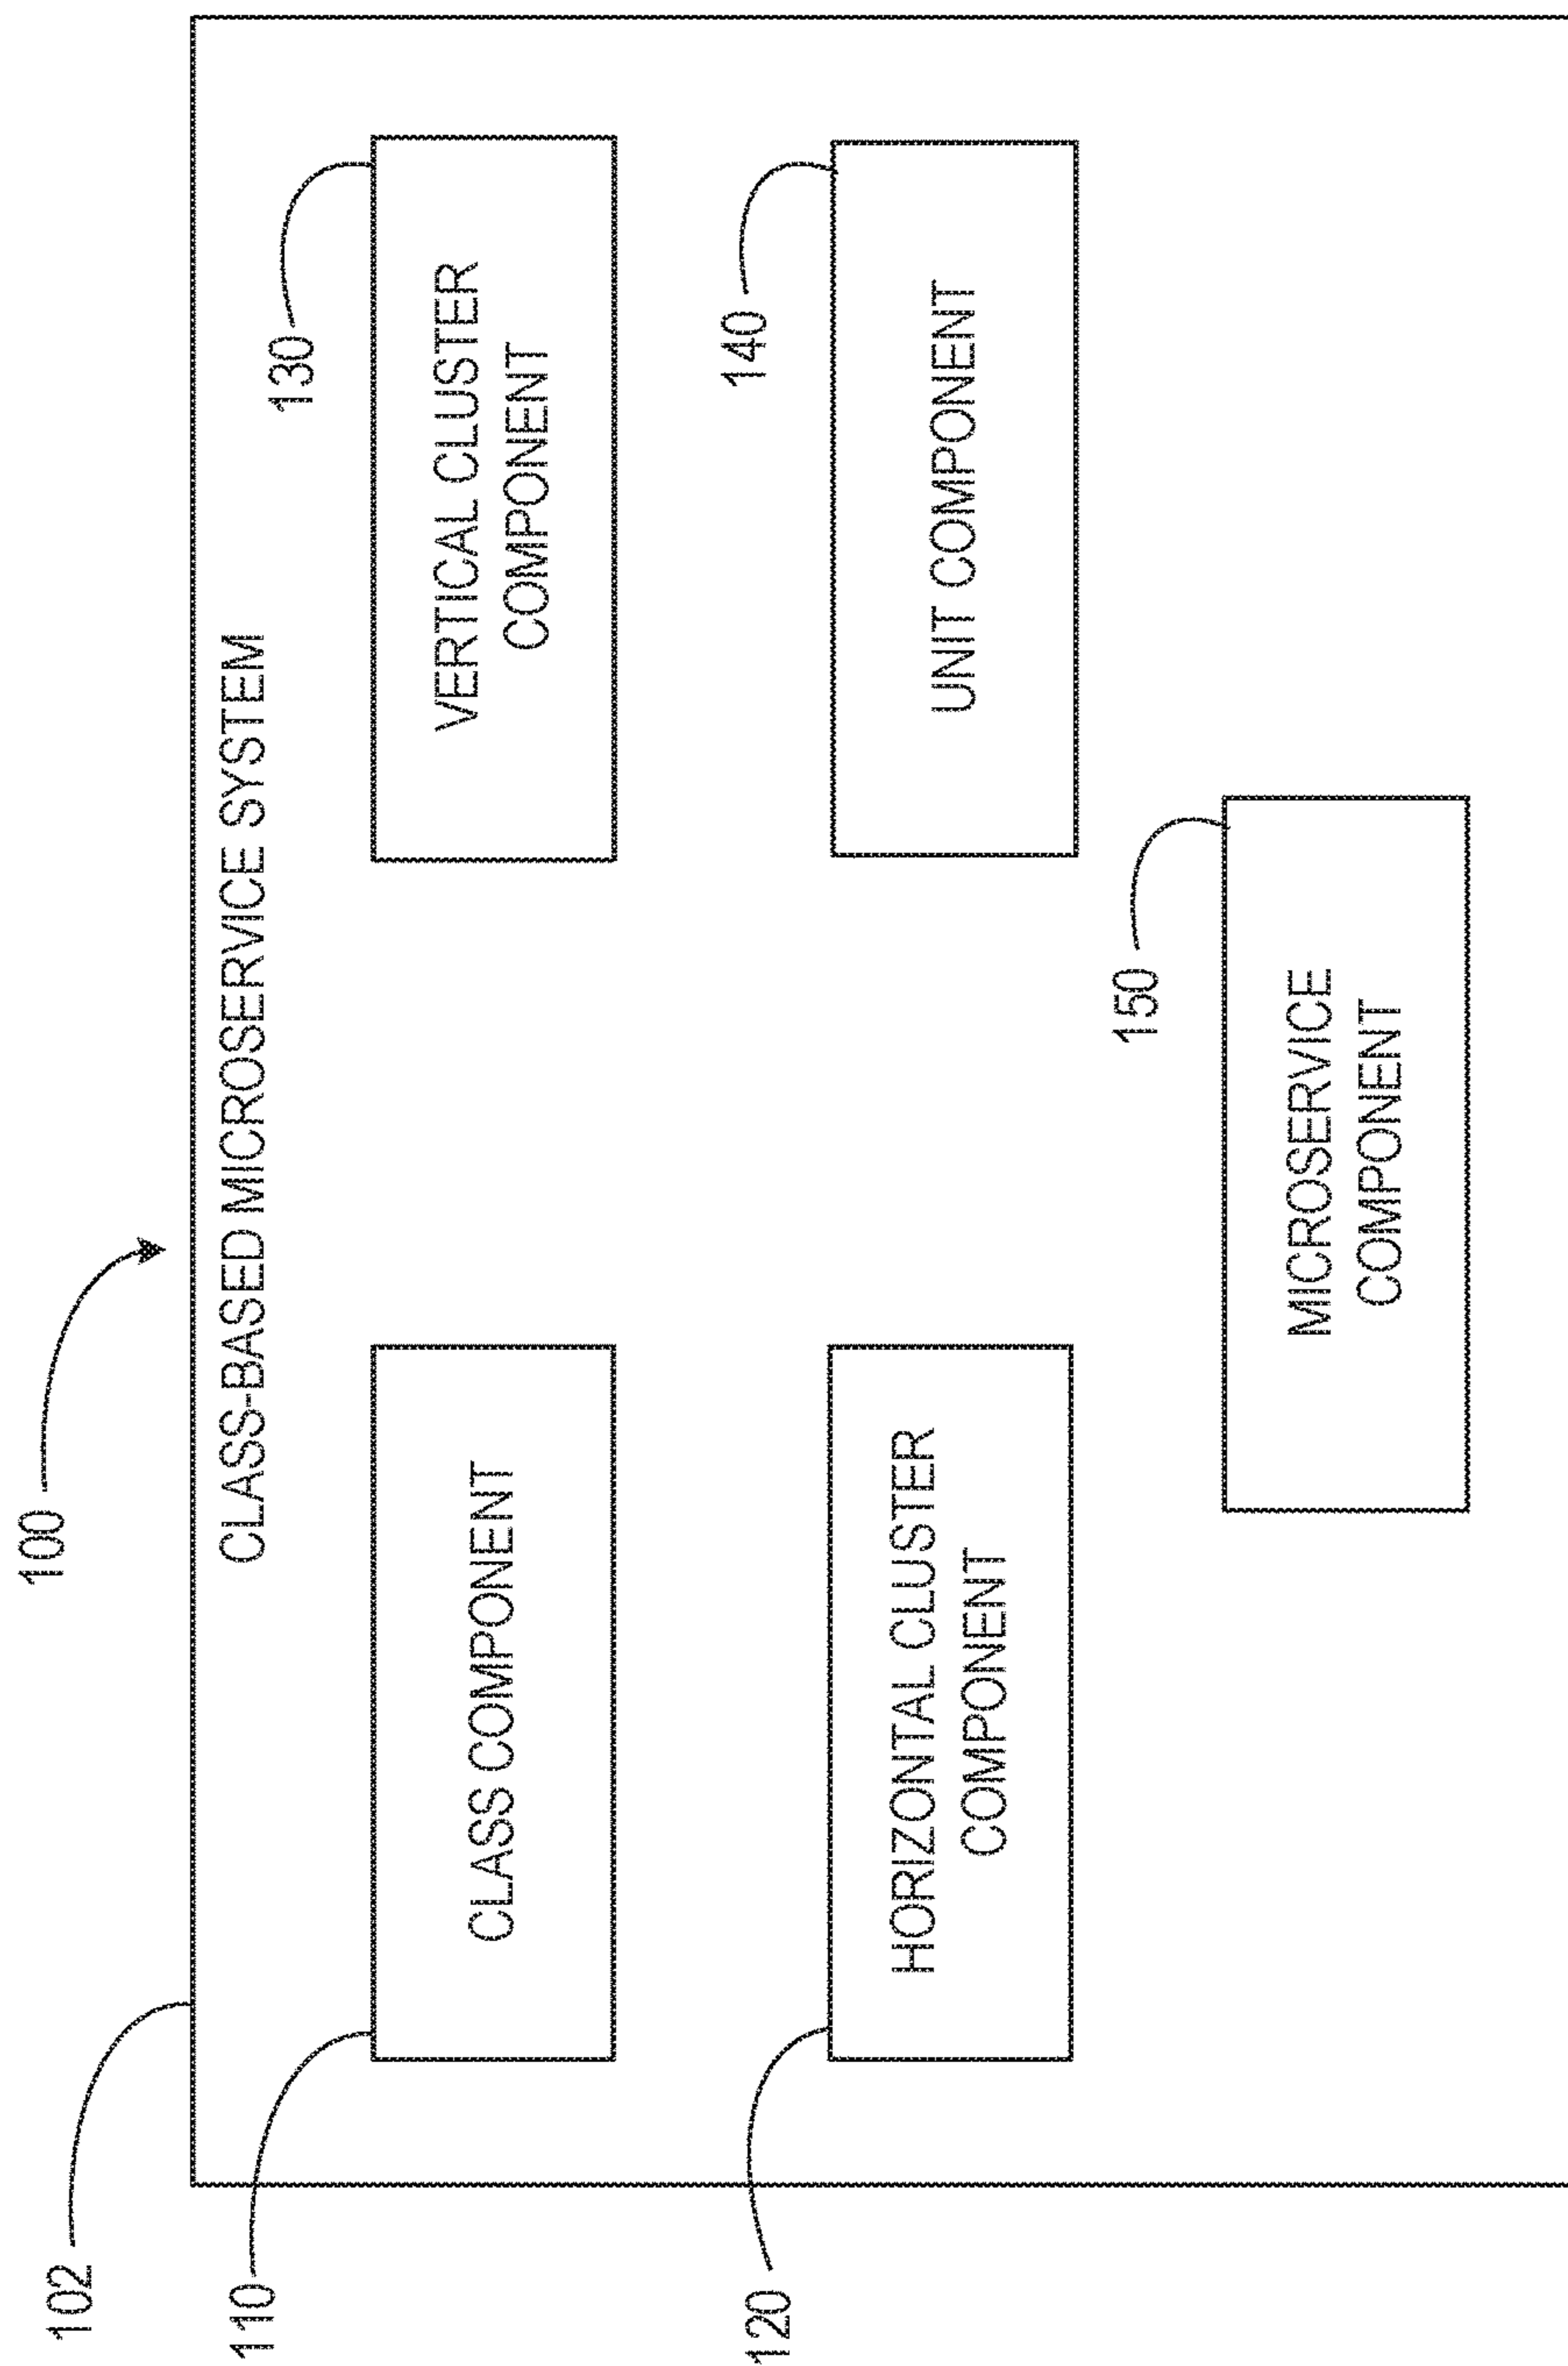 100
102
CLASS-BASED MICROSERVICE SYSTEM
110
CLASS COMPONENT
130
VERTICAL CLUSTER
COMPONENT
120
HORIZONTAL CLUSTER
COMPONENT
140
UNIT COMPONENT
150
MICROSERVICE
COMPONENT